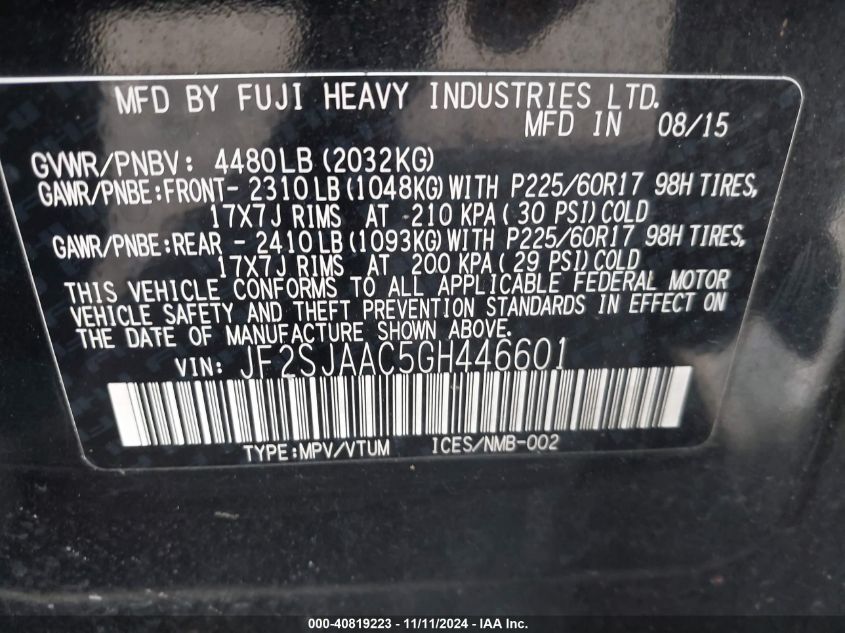 MFD BY FUJI HEAVY INDUSTRIES LTD.
MFD IN 08/15
GVWR/PNBV: 4480LB (2032KG)
GAWR/PNBE:FRONT- 2310LB (1048KG) WITH P225/60R17 98H TIRES,
17X7J RIMS AT 210 KPA ( 30 PSI) COLD
GAWR/PNBE:REAR - 2410LB (1093KG) WITH P225/60R17 98H TIRES,
17X7J RIMS AT 200 KPA ( 29 PSI) COLD
THIS VEHICLE CONFORMS TO ALL APPLICABLE FEDERAL MOTOR
VEHICLE SAFETY AND THEFT PREVENTION STANDARDS IN EFFECT ON
THE DATE OF MANUFACTURE SHOWN ABOVE.
VIN: JF2SJAAC5GH446601
TYPE:MPV/VTUM ICES/NMB-002
000-40819223 - 11/11/2024 - IAA Inc.